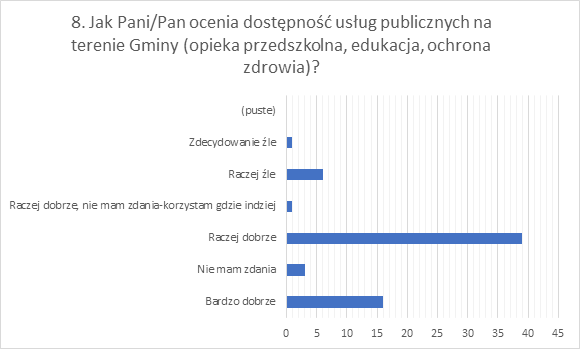 8. Jak Pani/Pan ocenia dostępność usług publicznych na
terenie Gminy (opieka przedszkolna, edukacja, ochrona
zdrowia)?
(puste)
Zdecydowanie źle
Raczej źle
Raczej dobrze, nie mam zdania-korzystam gdzie indziej
Raczej dobrze
Nie mam zdania
Bardzo dobrze
0 5 10 15 20 25 30 35 40 45